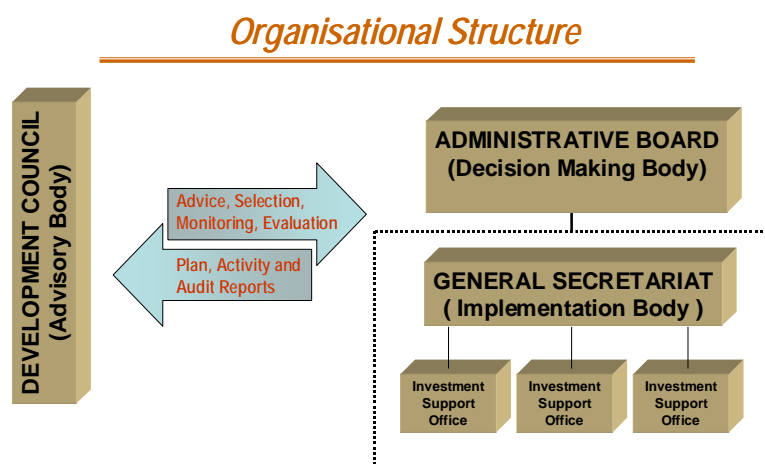 Organisational Structure
DEVELOPMENT COUNCIL
(Advisory Body)
Advice, Selection,
Monitoring, Evaluation
Plan, Activity and
Audit Reports
ADMINISTRATIVE BOARD
(Decision Making Body)
GENERAL SECRETARIAT
( Implementation Body )
Investment
Support
Office
Investment
Support
Office
Investment
Support
Office